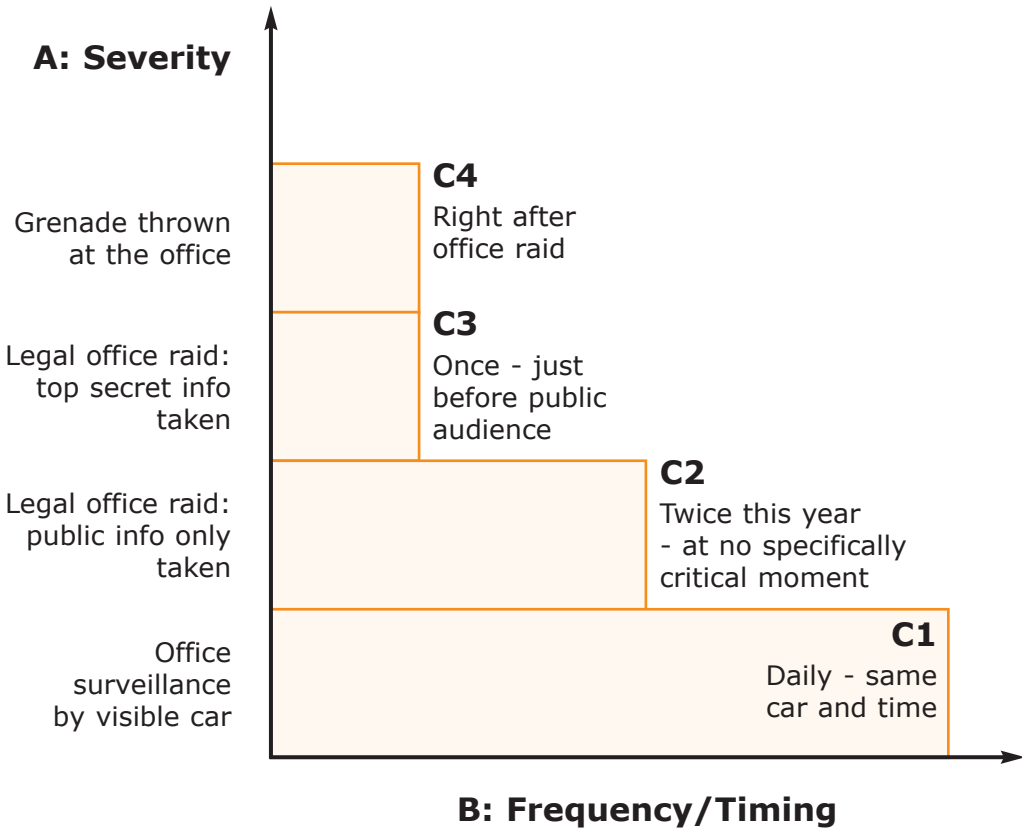 A: Severity
Grenade thrown
at the office
C4
Right after
office raid
Legal office raid:
top secret info
taken
C3
Once - just
before public
audience
Legal office raid:
public info only
taken
C2
Twice this year
- at no specifically
critical moment
Office
surveillance
by visible car
C1
Daily - same
car and time
B: Frequency/Timing